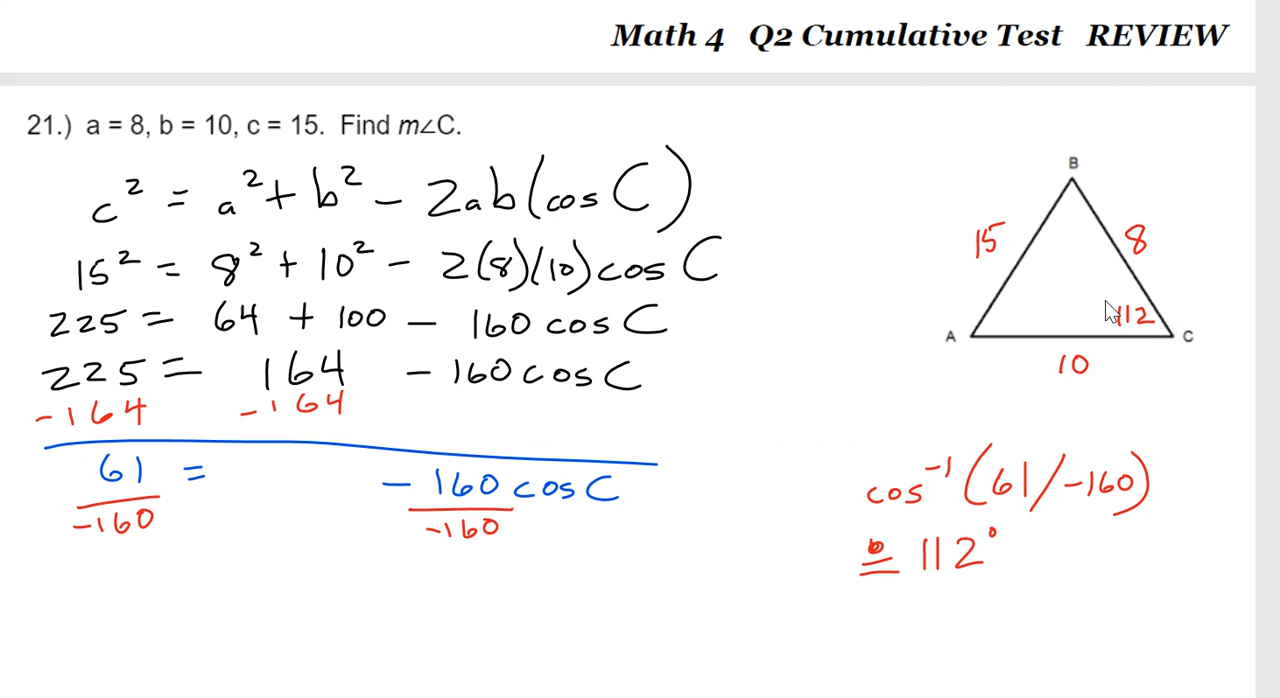 Math 4 Q2 Cumulative Test REVIEW
21.) a = 8, b = 10, c = 15. Find m∠C.
c² = a² + b² - 2ab(cos C)
15² = 8² + 10² - 2(8)(10)cos C
225 = 64 + 100 - 160 cos C
225 = 164 - 160 cos C
-164 -164
61 = - 160 cos C
-160 -160
B
15 8
112
A C
10
cos⁻¹(61/-160)
≐ 112°